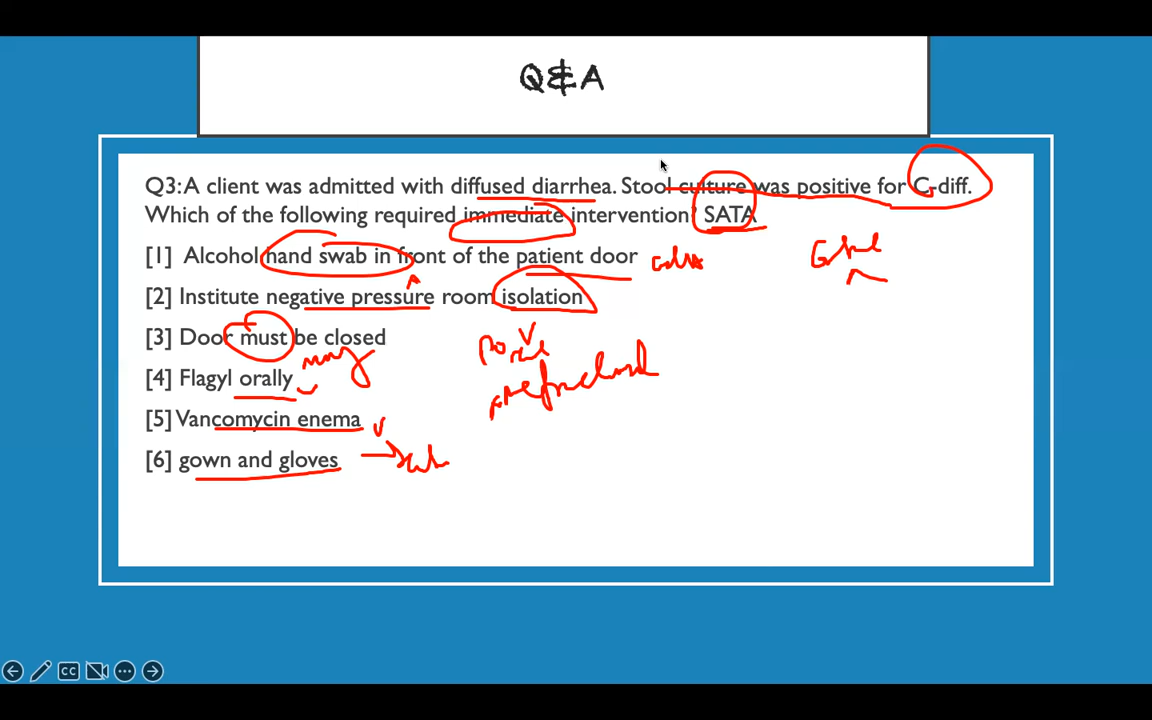 Q&A
Q3:A client was admitted with diffused diarrhea. Stool culture was positive for C-diff.
Which of the following required immediate intervention SATA
[1] Alcohol hand swab in front of the patient door
[2] Institute negative pressure room isolation
[3] Door must be closed
[4] Flagyl orally
[5] Vancomycin enema
[6] gown and gloves
CC